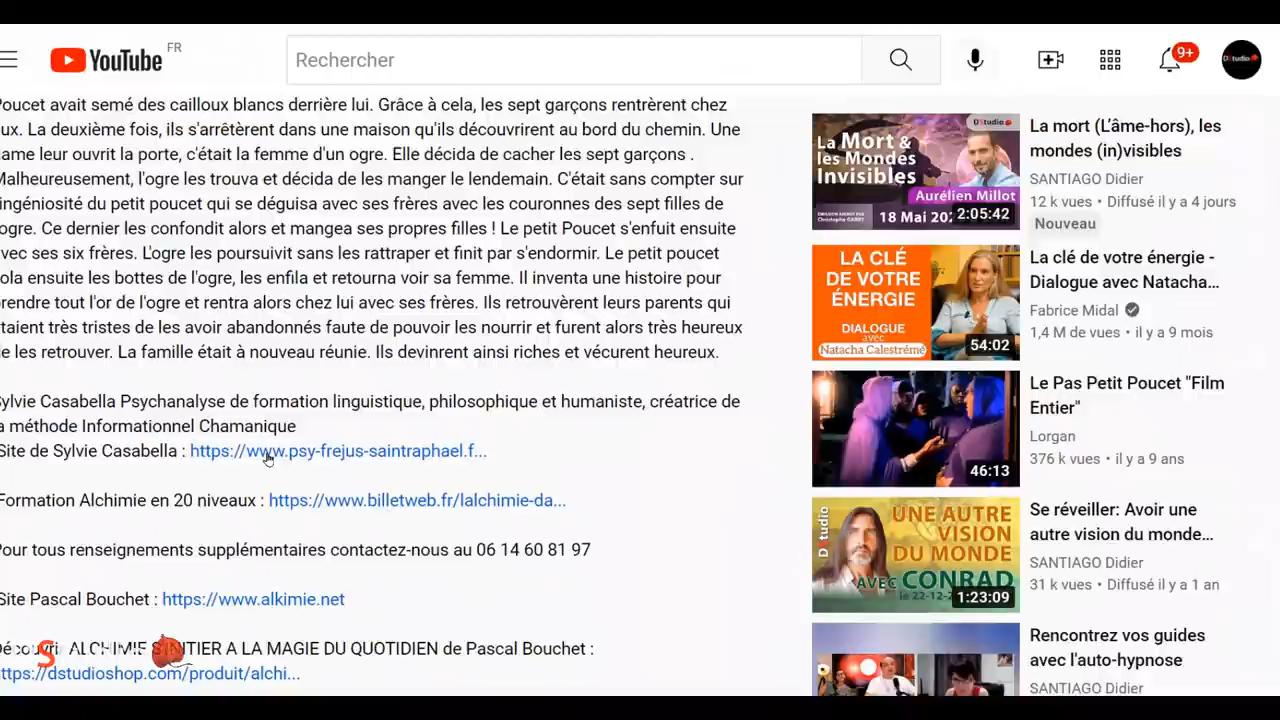 YouTube FR
Rechercher
9+
DStudio
Poucet avait semé des cailloux blancs derrière lui. Grâce à cela, les sept garçons rentrèrent chez
ux. La deuxième fois, ils s'arrêtèrent dans une maison qu'ils découvrirent au bord du chemin. Une
ame leur ouvrit la porte, c'était la femme d'un ogre. Elle décida de cacher les sept garçons .
Malheureusement, l'ogre les trouva et décida de les manger le lendemain. C'était sans compter sur
'ingéniosité du petit poucet qui se déguisa avec ses frères avec les couronnes des sept filles de
'ogre. Ce dernier les confondit alors et mangea ses propres filles ! Le petit Poucet s'enfuit ensuite
vec ses six frères. L'ogre les poursuivit sans les rattraper et finit par s'endormir. Le petit poucet
ola ensuite les bottes de l'ogre, les enfila et retourna voir sa femme. Il inventa une histoire pour
rendre tout l'or de l'ogre et rentra alors chez lui avec ses frères. Ils retrouvèrent leurs parents qui
taient très tristes de les avoir abandonnés faute de pouvoir les nourrir et furent alors très heureux
de les retrouver. La famille était à nouveau réunie. Ils devinrent ainsi riches et vécurent heureux.
Sylvie Casabella Psychanalyse de formation linguistique, philosophique et humaniste, créatrice de
a méthode Informationnel Chamanique
Site de Sylvie Casabella : https://www.psy-frejus-saintraphael.f...
Formation Alchimie en 20 niveaux : https://www.billetweb.fr/lalchimie-da...
Pour tous renseignements supplémentaires contactez-nous au 06 14 60 81 97
Site Pascal Bouchet : https://www.alkimie.net
Découvrir ALCHIMIE S'INITIER A LA MAGIE DU QUOTIDIEN de Pascal Bouchet :
ttps://dstudioshop.com/produit/alchi...
S
DStudio
La Mort &
les Mondes
Invisibles
Aurélien Millot
18 Mai 202
2:05:42
La mort (L'âme-hors), les
mondes (in)visibles
SANTIAGO Didier
12 k vues • Diffusé il y a 4 jours
Nouveau
LA CLÉ
DE VOTRE
ÉNERGIE
DIALOGUE
avec
Natacha Calestrémé
54:02
La clé de votre énergie -
Dialogue avec Natacha...
Fabrice Midal
1,4 M de vues • il y a 9 mois
46:13
Le Pas Petit Poucet "Film
Entier"
Lorgan
376 k vues • il y a 9 ans
DStudio
UNE AUTRE
VISION
DU MONDE
AVEC CONRAD
le 22-12-2
1:23:09
Se réveiller: Avoir une
autre vision du monde...
SANTIAGO Didier
31 k vues • Diffusé il y a 1 an
Rencontrez vos guides
avec l'auto-hypnose
SANTIAGO Didier